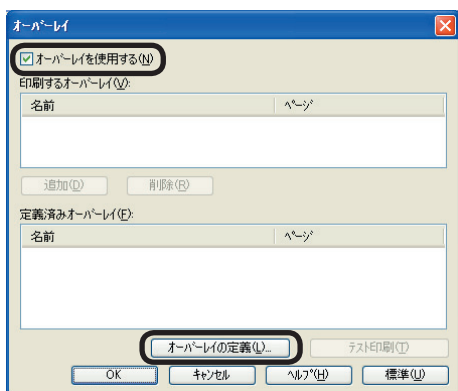 オーバーレイ
オーバーレイを使用する(N)
印刷するオーバーレイ(V):
名前 ページ
追加(D) 削除(R)
定義済みオーバーレイ(F):
名前 ページ
オーバーレイの定義(L)... テスト印刷(T)
OK キャンセル ヘルプ(H) 標準(U)